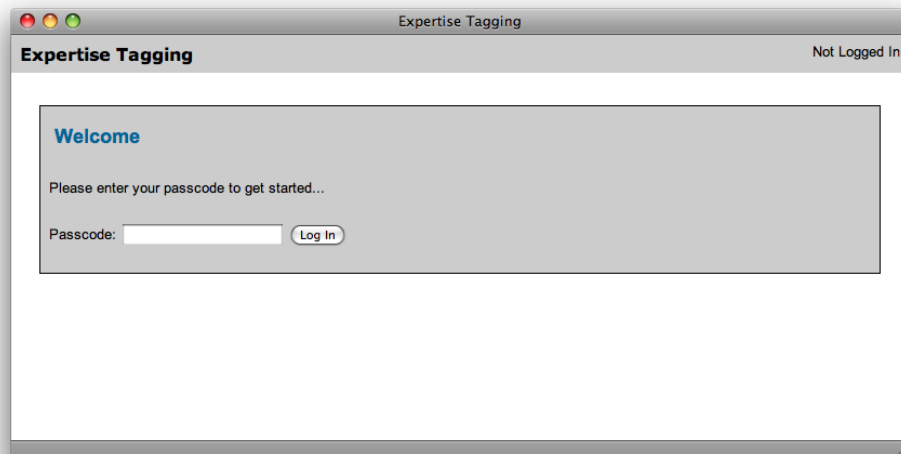 Expertise Tagging
Expertise Tagging
Not Logged In
Welcome
Please enter your passcode to get started...
Passcode:
Log In